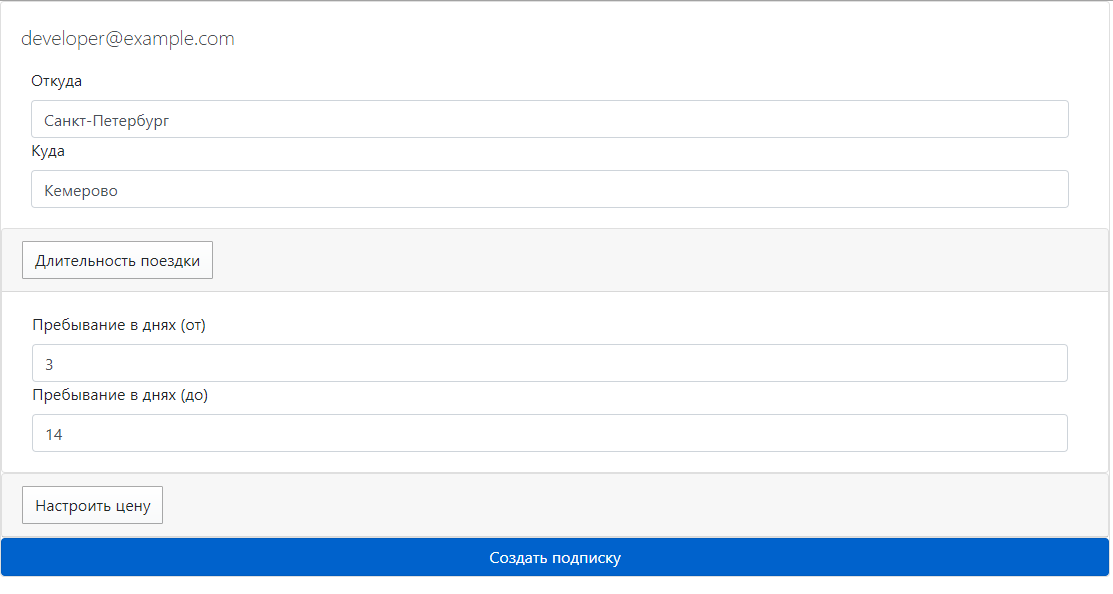 developer@example.com
Откуда
Санкт-Петербург
Куда
Кемерово
Длительность поездки
Пребывание в днях (от)
3
Пребывание в днях (до)
14
Настроить цену
Создать подписку